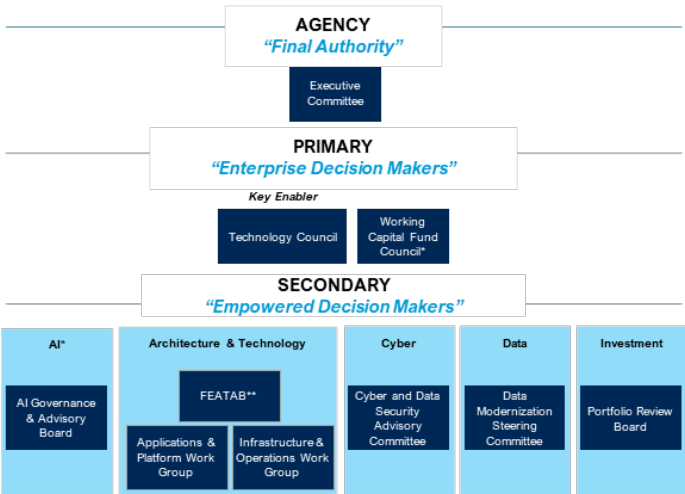 AGENCY
“Final Authority”
Executive
Committee
PRIMARY
“Enterprise Decision Makers”
Key Enabler
Technology Council
Working
Capital Fund
Council*
SECONDARY
“Empowered Decision Makers”
AI*
AI Governance
& Advisory
Board
Architecture & Technology
FEATAB**
Applications &
Platform Work
Group
Infrastructure &
Operations Work
Group
Cyber
Cyber and Data
Security
Advisory
Committee
Data
Data
Modernization
Steering
Committee
Investment
Portfolio Review
Board